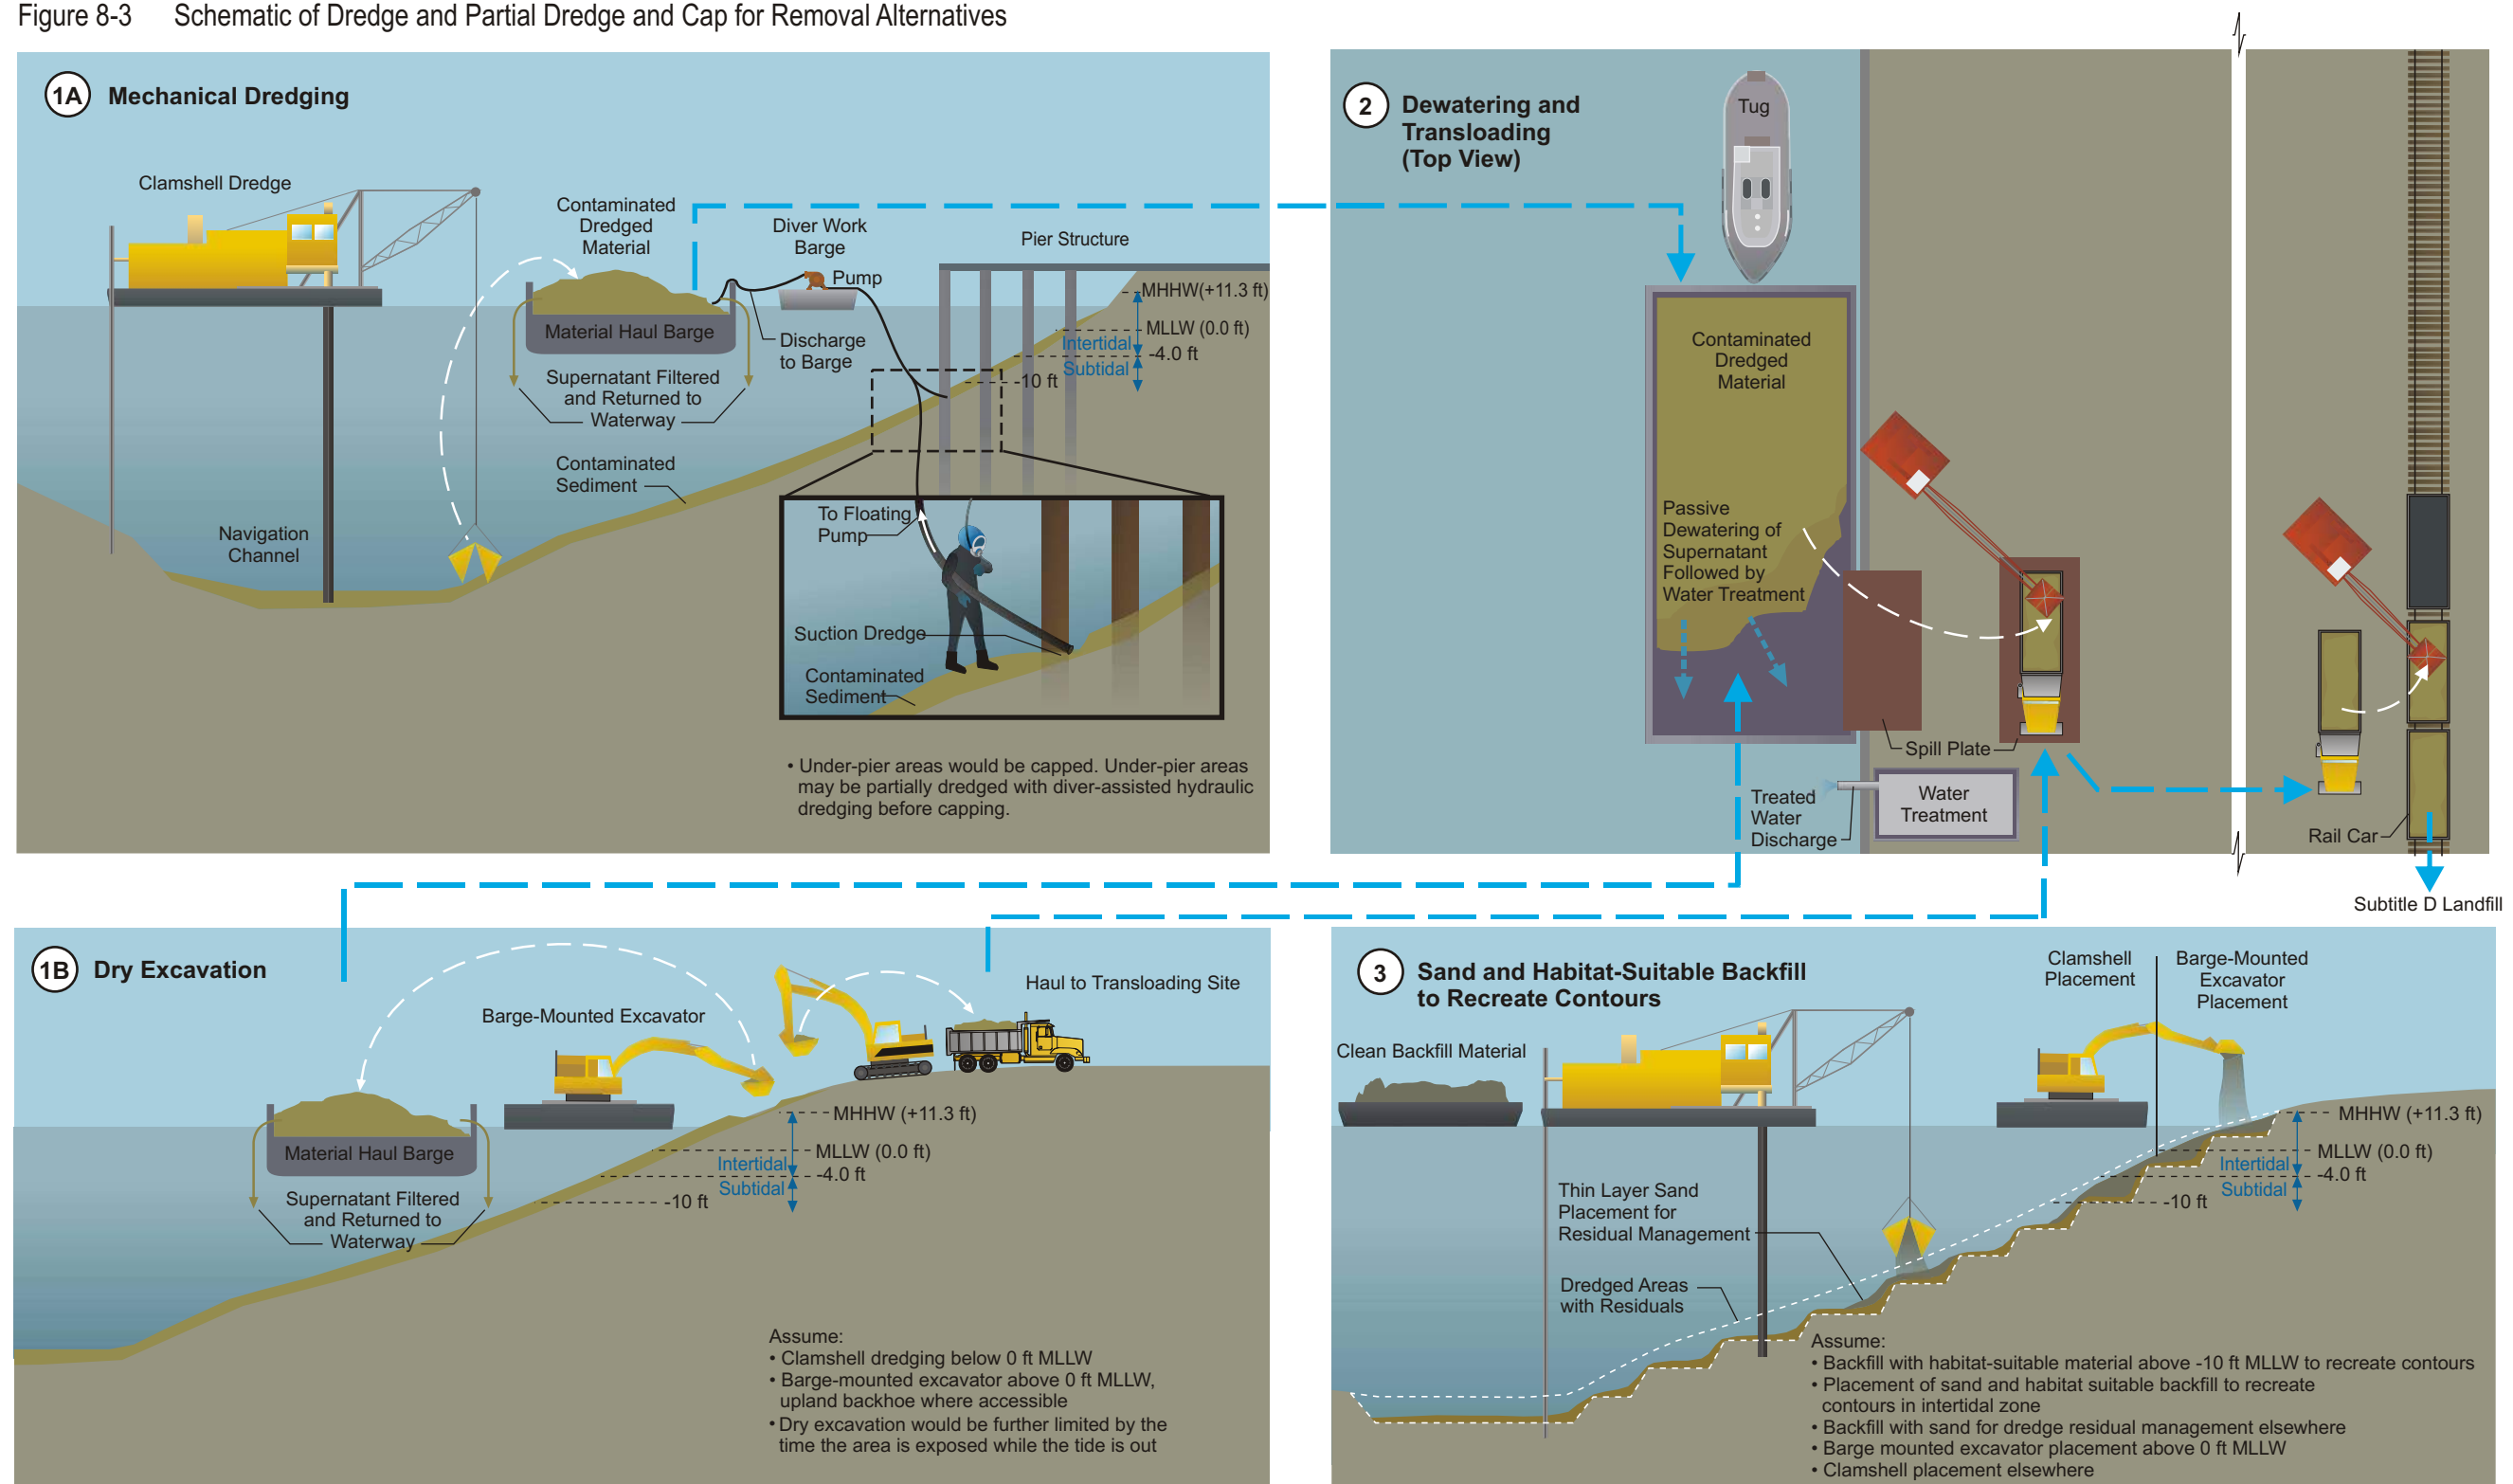 Figure 8-3 Schematic of Dredge and Partial Dredge and Cap for Removal Alternatives
1A Mechanical Dredging
Clamshell Dredge
Contaminated
Dredged
Material
Diver Work
Barge
Pump
Pier Structure
MHHW(+11.3 ft)
MLLW (0.0 ft)
Intertidal
-4.0 ft
Subtidal
-10 ft
Material Haul Barge
Discharge
to Barge
Supernatant Filtered
and Returned to
Waterway
Contaminated
Sediment
Navigation
Channel
To Floating
Pump
Suction Dredge
Contaminated
Sediment
• Under-pier areas would be capped. Under-pier areas
may be partially dredged with diver-assisted hydraulic
dredging before capping.
2 Dewatering and
Transloading
(Top View)
Tug
Contaminated
Dredged
Material
Passive
Dewatering of
Supernatant
Followed by
Water Treatment
Spill Plate
Treated
Water
Discharge
Water
Treatment
Rail Car
Subtitle D Landfill
1B Dry Excavation
Haul to Transloading Site
Barge-Mounted Excavator
MHHW (+11.3 ft)
MLLW (0.0 ft)
Intertidal
-4.0 ft
Subtidal
-10 ft
Material Haul Barge
Supernatant Filtered
and Returned to
Waterway
Assume:
• Clamshell dredging below 0 ft MLLW
• Barge-mounted excavator above 0 ft MLLW,
upland backhoe where accessible
• Dry excavation would be further limited by the
time the area is exposed while the tide is out
3 Sand and Habitat-Suitable Backfill
to Recreate Contours
Clamshell
Placement
Barge-Mounted
Excavator
Placement
Clean Backfill Material
MHHW (+11.3 ft)
MLLW (0.0 ft)
Intertidal
-4.0 ft
Subtidal
-10 ft
Thin Layer Sand
Placement for
Residual Management
Dredged Areas
with Residuals
Assume:
• Backfill with habitat-suitable material above -10 ft MLLW to recreate contours
• Placement of sand and habitat suitable backfill to recreate
contours in intertidal zone
• Backfill with sand for dredge residual management elsewhere
• Barge mounted excavator placement above 0 ft MLLW
• Clamshell placement elsewhere